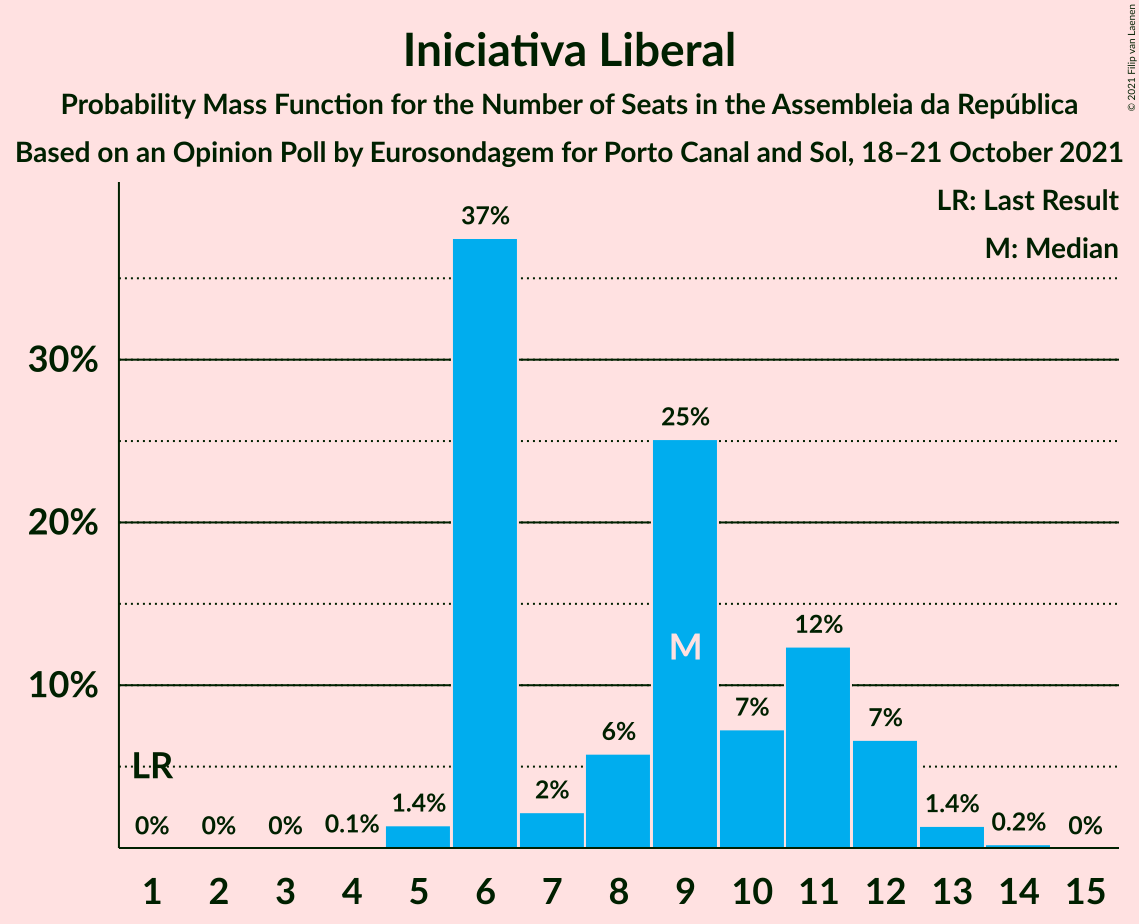 Iniciativa Liberal
Probability Mass Function for the Number of Seats in the Assembleia da República
Based on an Opinion Poll by Eurosondagem for Porto Canal and Sol, 18–21 October 2021
© 2021 Filip van Laenen
LR: Last Result
M: Median
37%
30%
25%
20%
M
12%
10%
7%
7%
6%
LR
2%
1.4%
1.4%
0% 0% 0% 0.1% 0.2% 0%
1 2 3 4 5 6 7 8 9 10 11 12 13 14 15